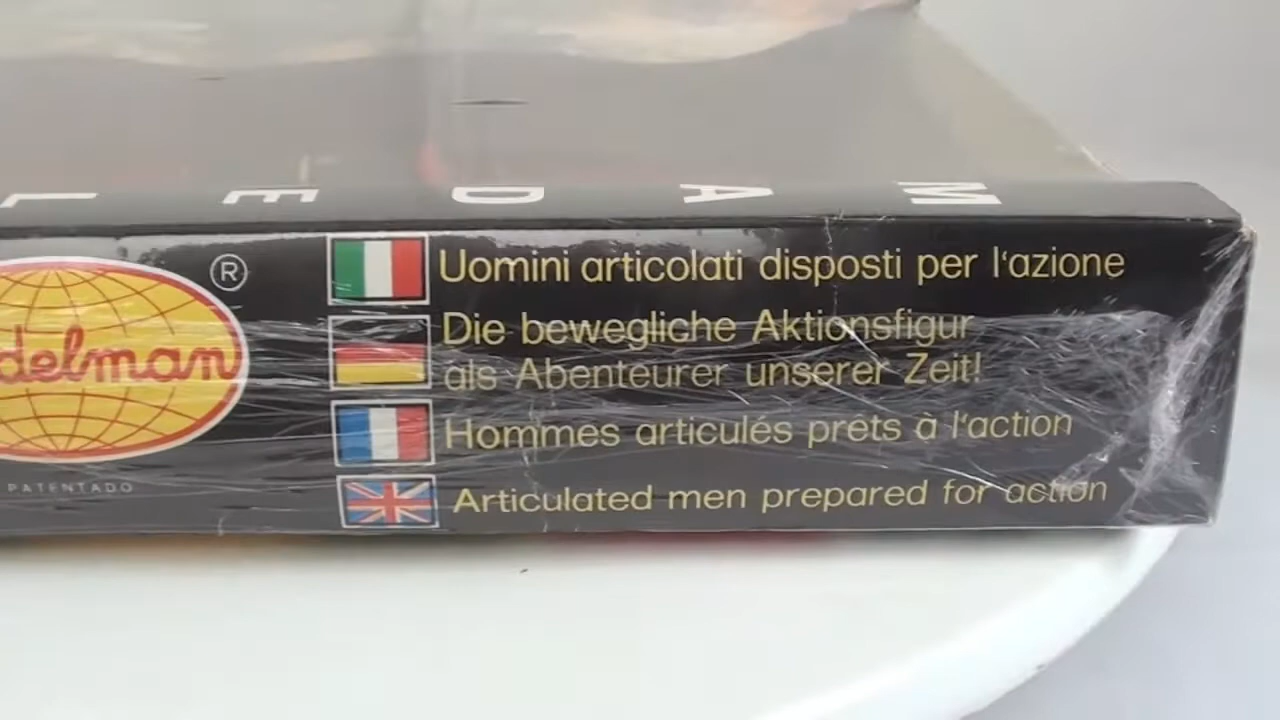 M A D E L
delman
®
PATENTADO
Uomini articolati disposti per l'azione
Die bewegliche Aktionsfigur
als Abenteurer unserer Zeit!
Hommes articulés prêts à l'action
Articulated men prepared for action